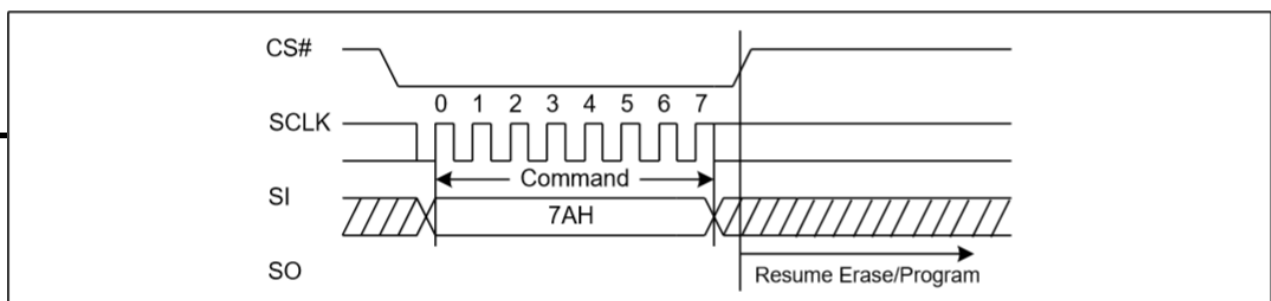 CS#
0 1 2 3 4 5 6 7
SCLK
Command
SI
7AH
SO
Resume Erase/Program